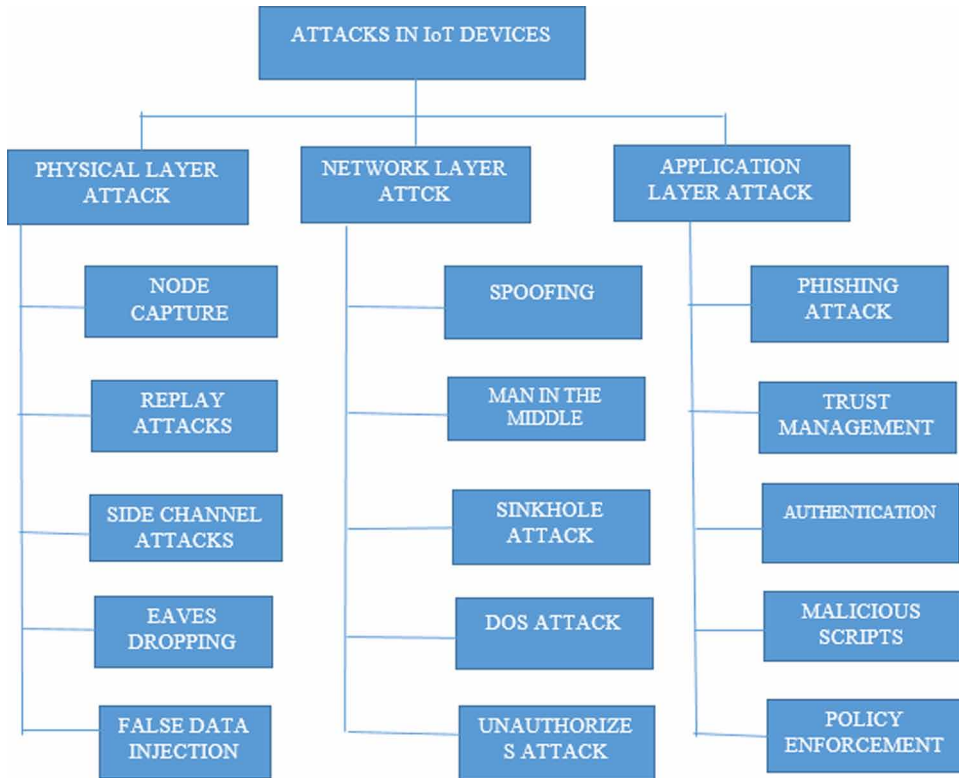 ATTACKS IN IoT DEVICES
PHYSICAL LAYER
ATTACK
NETWORK LAYER
ATTCK
APPLICATION
LAYER ATTACK
NODE
CAPTURE
REPLAY
ATTACKS
SIDE CHANNEL
ATTACKS
EAVES
DROPPING
FALSE DATA
INJECTION
SPOOFING
MAN IN THE
MIDDLE
SINKHOLE
ATTACK
DOS ATTACK
UNAUTHORIZE
S ATTACK
PHISHING
ATTACK
TRUST
MANAGEMENT
AUTHENTICATION
MALICIOUS
SCRIPTS
POLICY
ENFORCEMENT